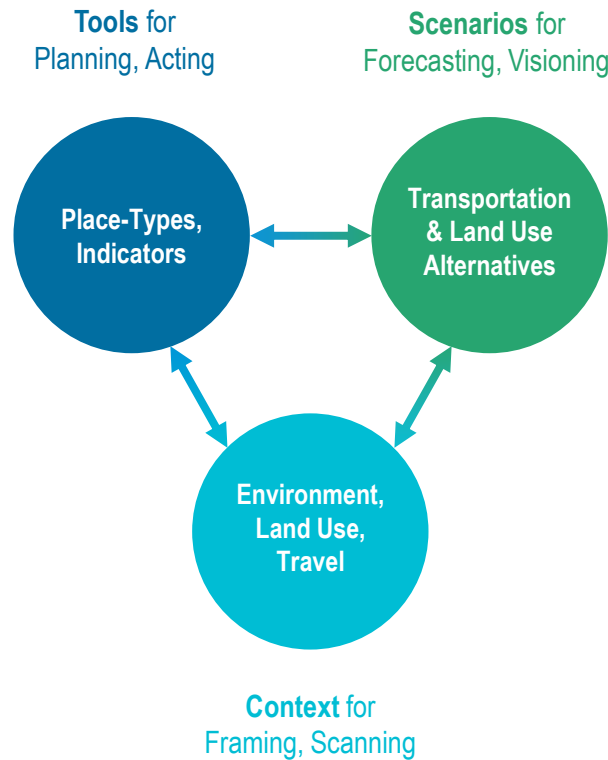 Tools for
Planning, Acting
Scenarios for
Forecasting, Visioning
Place-Types,
Indicators
Transportation
& Land Use
Alternatives
Environment,
Land Use,
Travel
Context for
Framing, Scanning